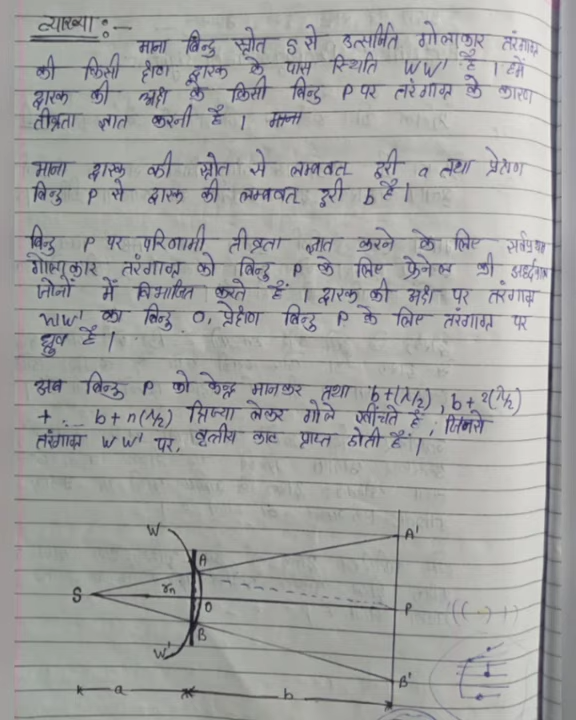 व्याख्या :-
माना बिन्दु स्रोत S से उत्सर्जित गोलाकार तरंगाग्र
की किसी क्षण द्वारक के पास स्थिति WW' है । हमें
द्वारक की अक्ष के किसी बिन्दु P पर तरंगाग्र के कारण
तीव्रता ज्ञात करनी है । माना
माना द्वारक की स्रोत से लम्बवत दूरी a तथा प्रेक्षण
बिन्दु P से द्वारक की लम्बवत दूरी b है ।
बिन्दु P पर परिणामी तीव्रता ज्ञात करने के लिए सर्वप्रथम
गोलाकार तरंगाग्र को बिन्दु P के लिए फ्रेनेल की अर्द्धआवर्त
जोनों में विभाजित करते हैं । द्वारक की अक्ष पर तरंगाग्र
WW' का बिन्दु O, प्रेक्षण बिन्दु P के लिए तरंगाग्र पर
ध्रुव है ।
अब बिन्दु P को केन्द्र मानकर तथा b+(λ/2), b+2(λ/2)
+ ... b+n(λ/2) त्रिज्या लेकर गोले खींचते हैं, जिनसे
तरंगाग्र WW' पर, वृत्तीय काट प्राप्त होती हैं ।
W
A'
A
S
rn
O
P
B
W'
B'
a
b